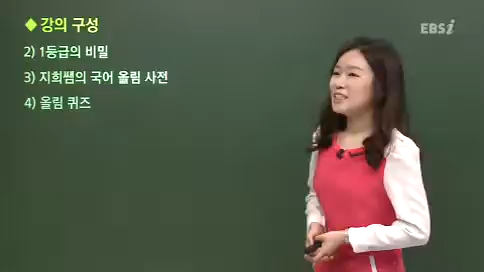 ◆ 강의 구성
EBSi
2) 1등급의 비밀
3) 지희쌤의 국어 올림 사전
4) 올림 퀴즈